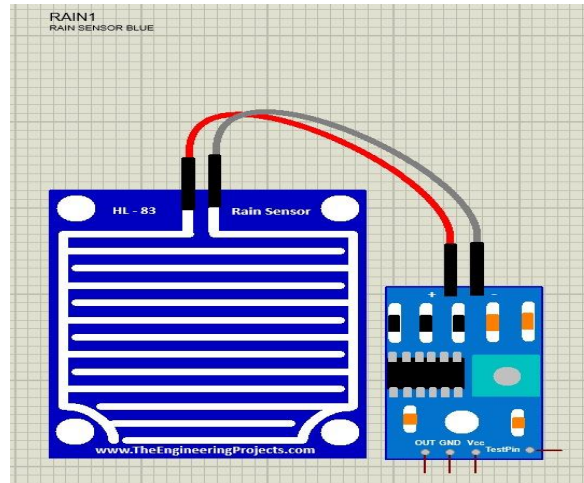 RAIN1
RAIN SENSOR BLUE
HL - 83 Rain Sensor
+ -
OUT GND Vcc TestPin
www.TheEngineeringProjects.com